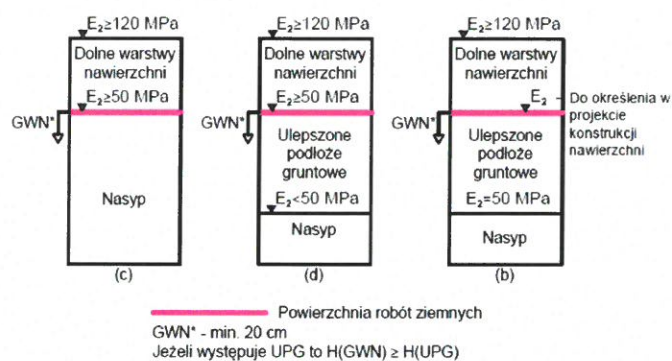 E₂≥120 MPa
Dolne warstwy
nawierzchni
E₂≥50 MPa
GWN*
Nasyp
(c)
E₂≥120 MPa
Dolne warstwy
nawierzchni
E₂≥50 MPa
GWN*
Ulepszone
podłoże
gruntowe
E₂<50 MPa
Nasyp
(d)
E₂≥120 MPa
Dolne warstwy
nawierzchni
E₂
Do określenia w
projekcie
konstrukcji
nawierzchni
GWN*
Ulepszone
podłoże
gruntowe
E₂=50 MPa
Nasyp
(b)
Powierzchnia robót ziemnych
GWN* - min. 20 cm
Jeżeli występuje UPG to H(GWN) ≥ H(UPG)